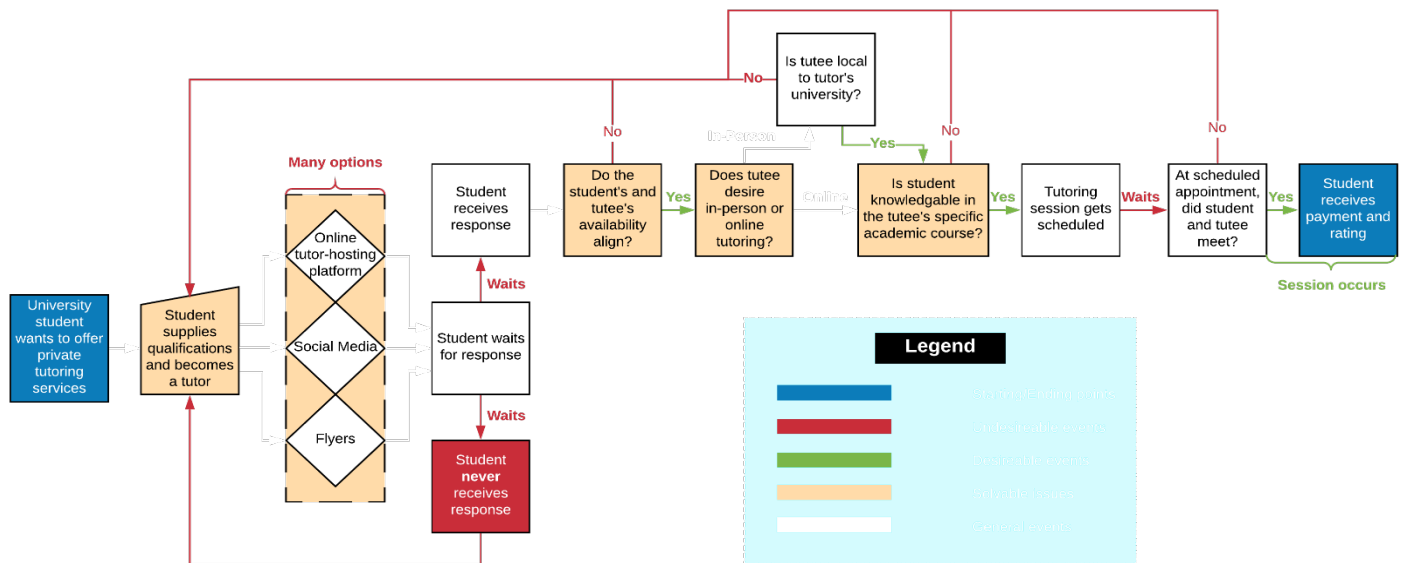 University
student
wants to offer
private
tutoring
services
Student
supplies
qualifications
and becomes
a tutor
Many options
Online
tutor-hosting
platform
Social Media
Flyers
Student
receives
response
Waits
Student waits
for response
Waits
Student
never
receives
response
No
Do the
student's and
tutee's
availability
align?
Yes
Does tutee
desire
in-person or
online
tutoring?
In-Person
Online
No
Is tutee local
to tutor's
university?
Yes
No
Is student
knowledgable in
the tutee's specific
academic course?
Yes
Tutoring
session gets
scheduled
Waits
No
At scheduled
appointment,
did student
and tutee
meet?
Yes
Student
receives
payment and
rating
Session occurs
Legend
events
events